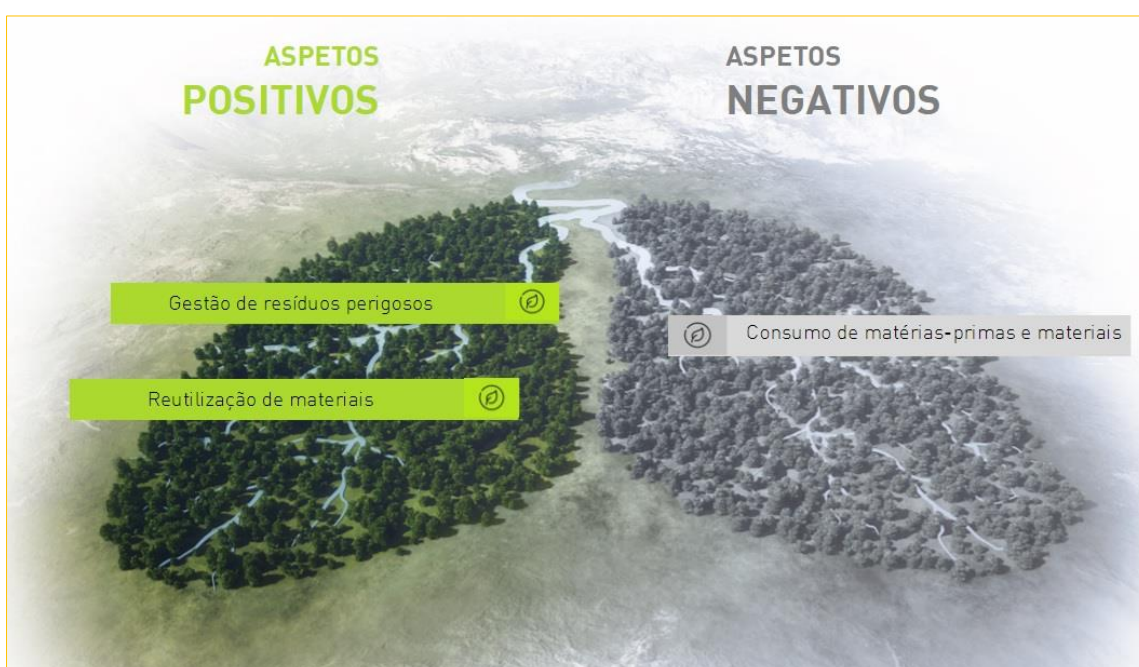 ASPETOS
POSITIVOS
Gestão de resíduos perigosos
Reutilização de materiais
ASPETOS
NEGATIVOS
Consumo de matérias-primas e materiais